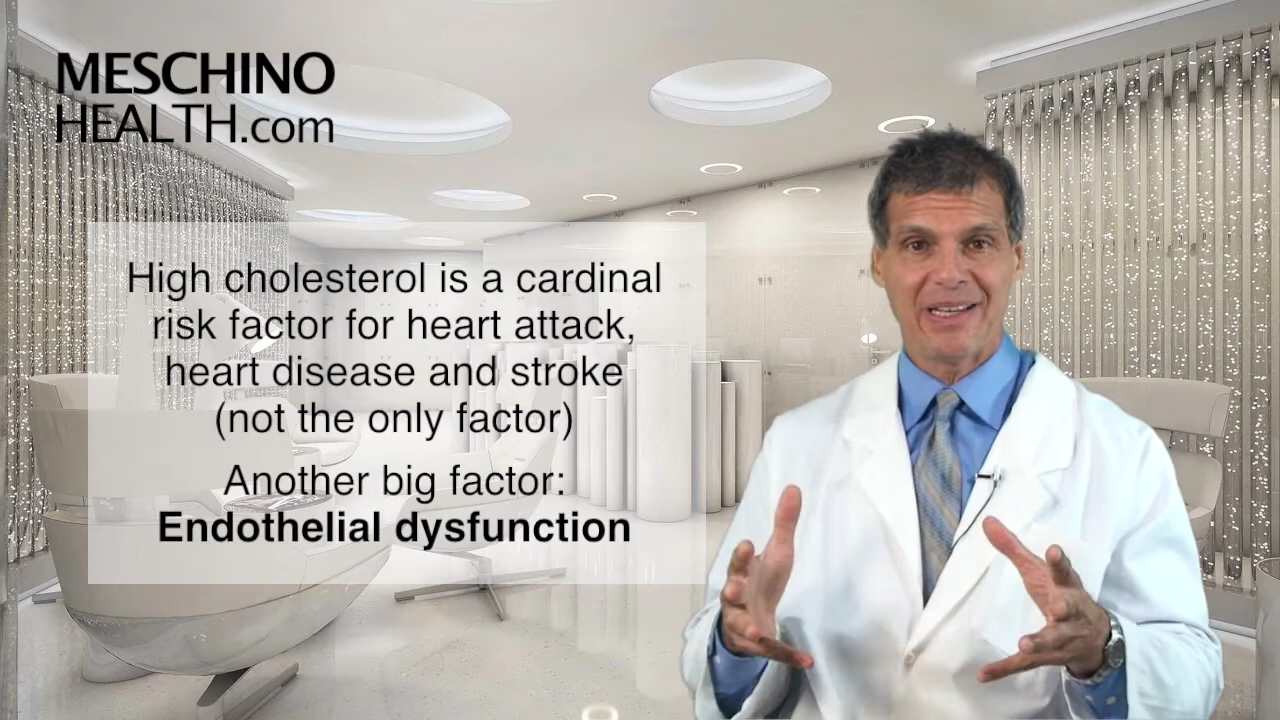 MESCHINO
HEALTH.com
High cholesterol is a cardinal
risk factor for heart attack,
heart disease and stroke
(not the only factor)
Another big factor:
Endothelial dysfunction